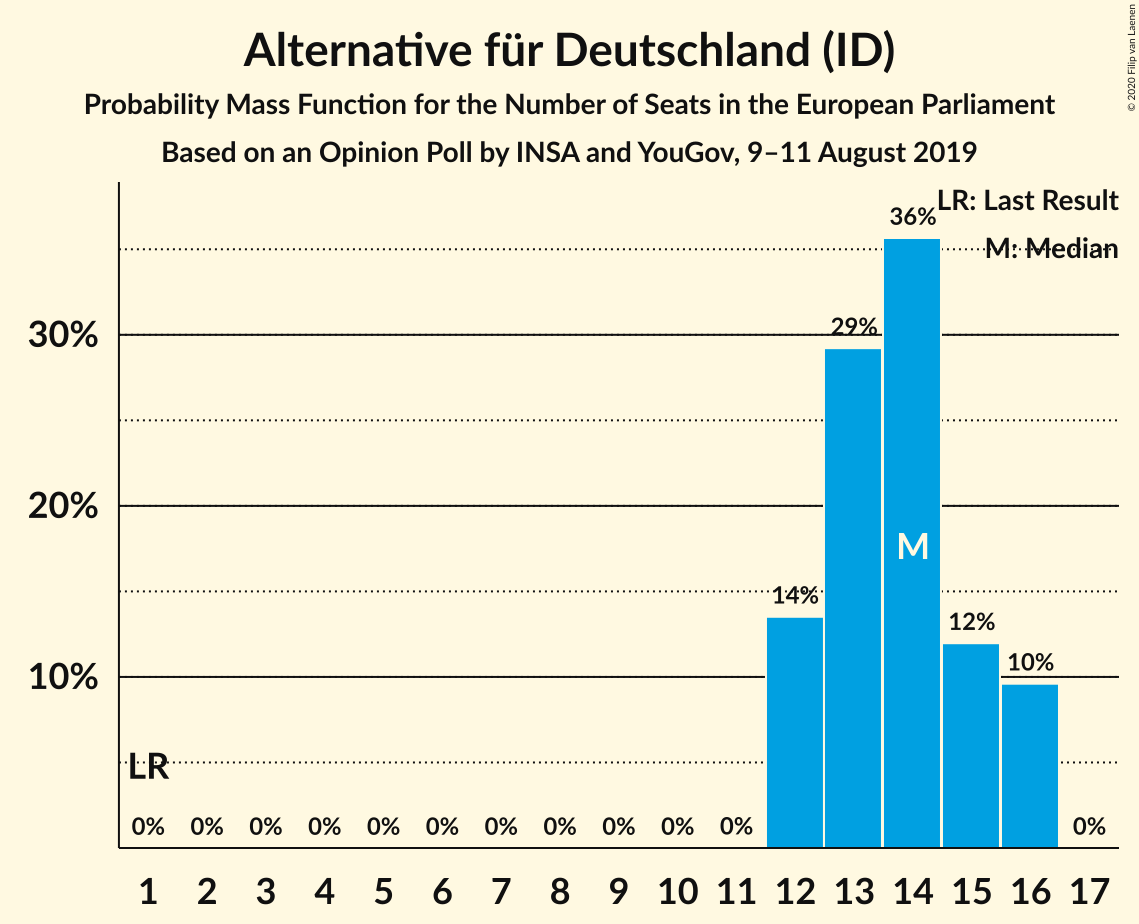 Alternative für Deutschland (ID)
Probability Mass Function for the Number of Seats in the European Parliament
Based on an Opinion Poll by INSA and YouGov, 9–11 August 2019
© 2020 Filip van Laenen
LR: Last Result
M: Median
36%
30%
29%
20%
M
14%
12%
10%
10%
LR
0% 0% 0% 0% 0% 0% 0% 0% 0% 0% 0% 0%
1 2 3 4 5 6 7 8 9 10 11 12 13 14 15 16 17